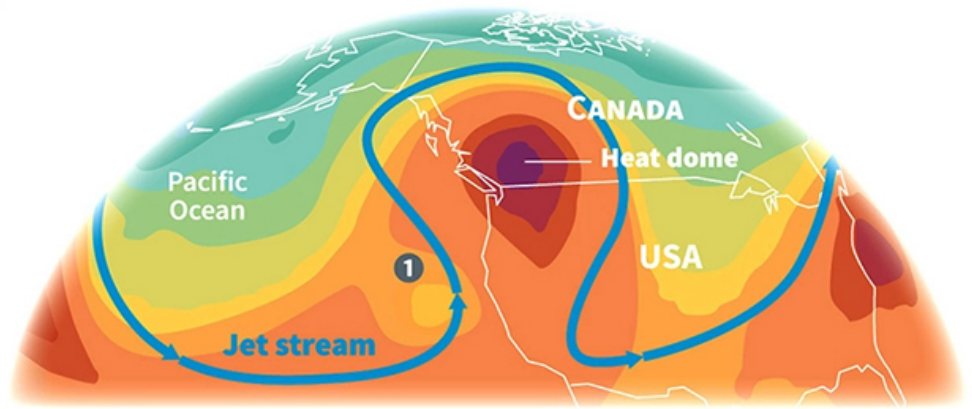 CANADA
Heat dome
Pacific
Ocean
USA
1
Jet stream